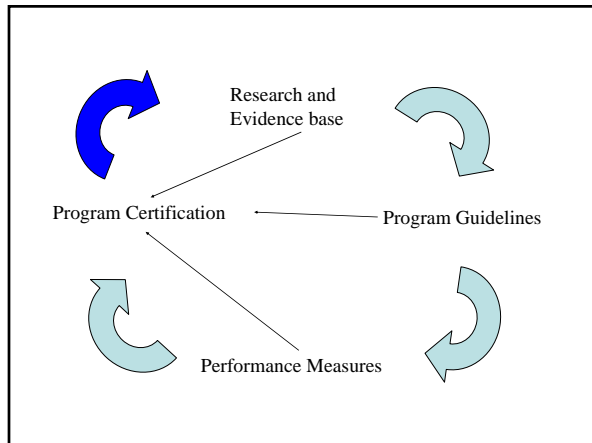 Research and
Evidence base
Program Certification
Program Guidelines
Performance Measures